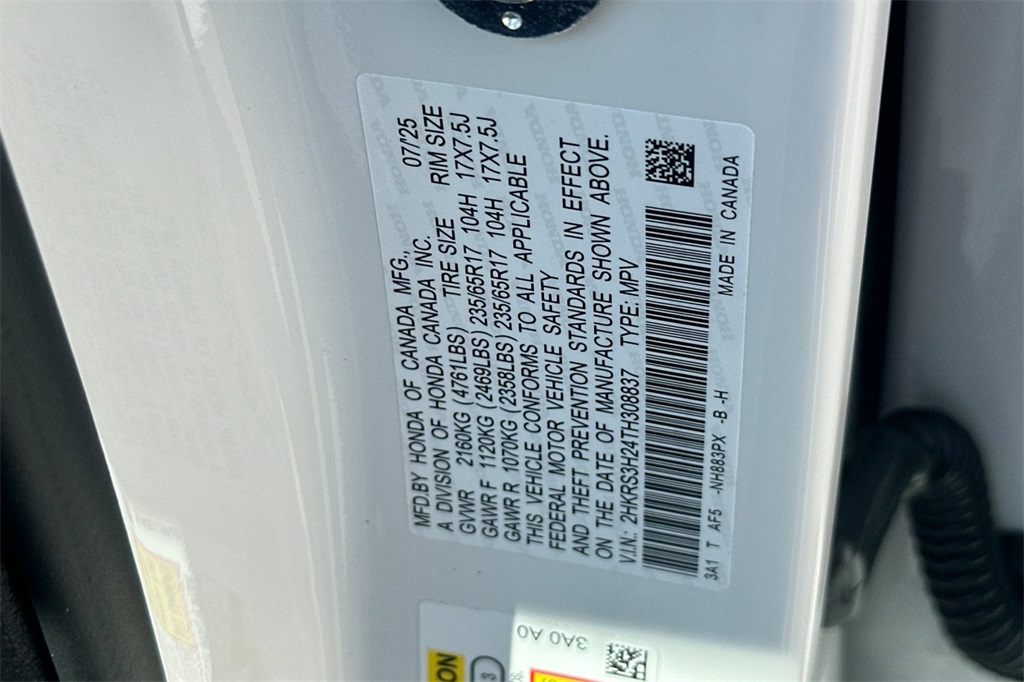 MFD.BY HONDA OF CANADA MFG., 07/25
A DIVISION OF HONDA CANADA INC.
GVWR 2160KG (4761LBS) TIRE SIZE RIM SIZE
GAWR F 1120KG (2469LBS) 235/65R17 104H 17X7.5J
GAWR R 1070KG (2358LBS) 235/65R17 104H 17X7.5J
THIS VEHICLE CONFORMS TO ALL APPLICABLE
FEDERAL MOTOR VEHICLE SAFETY
AND THEFT PREVENTION STANDARDS IN EFFECT
ON THE DATE OF MANUFACTURE SHOWN ABOVE.
V.I.N.: 2HKRS3H24TH308837 TYPE: MPV
3A1 T AF5 -NH883PX -B -H MADE IN CANADA
3A0 A0